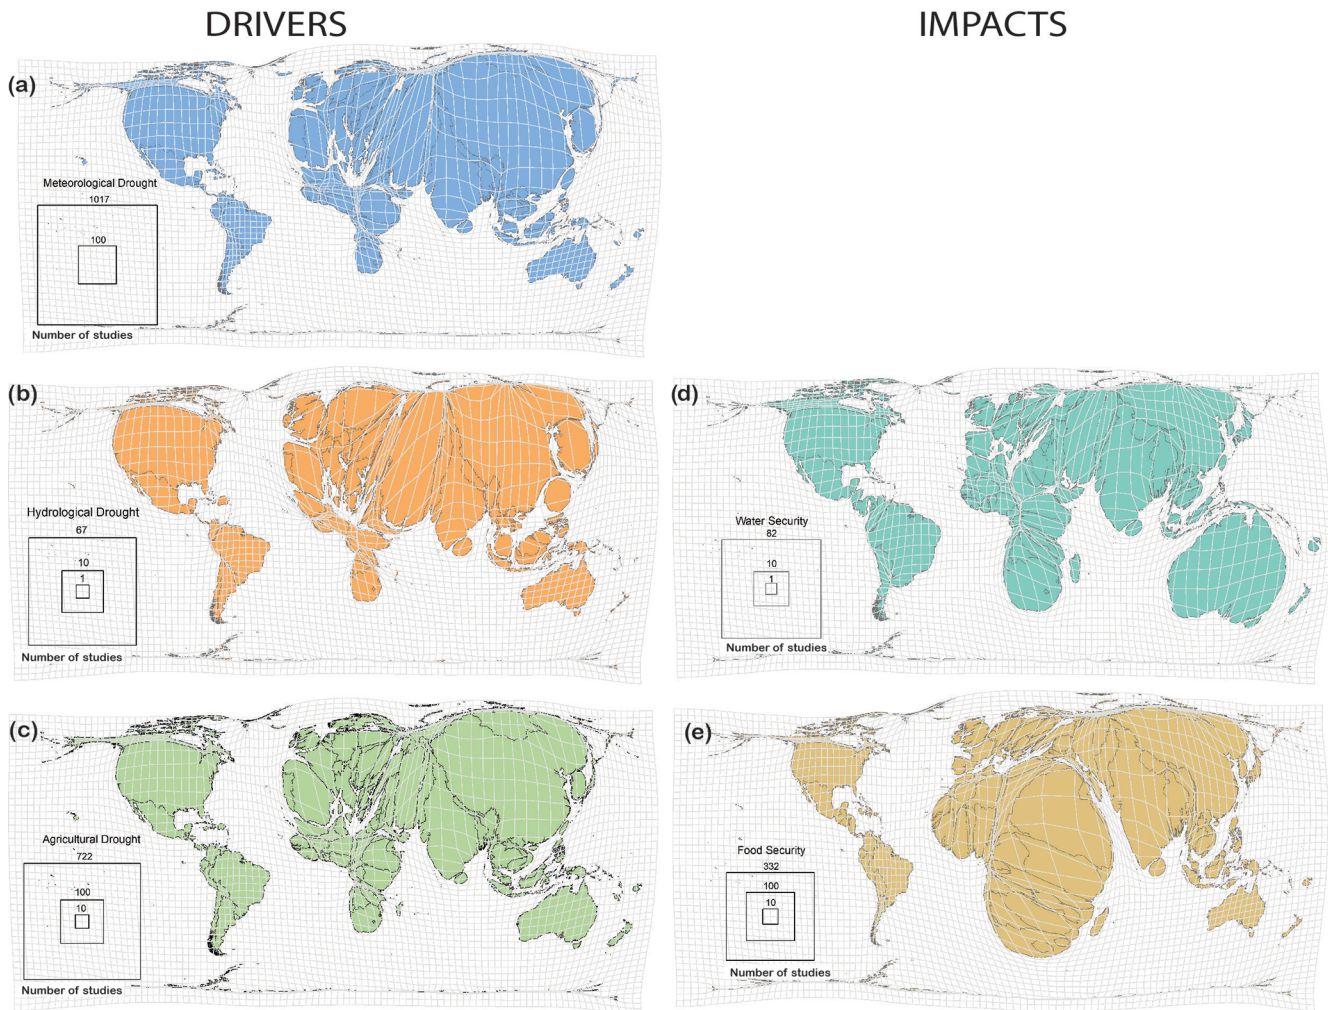 DRIVERS
IMPACTS
(a)
Meteorological Drought
1017
100
Number of studies
(b)
Hydrological Drought
67
10
1
Number of studies
(d)
Water Security
82
10
1
Number of studies
(c)
Agricultural Drought
722
100
10
Number of studies
(e)
Food Security
332
100
10
Number of studies